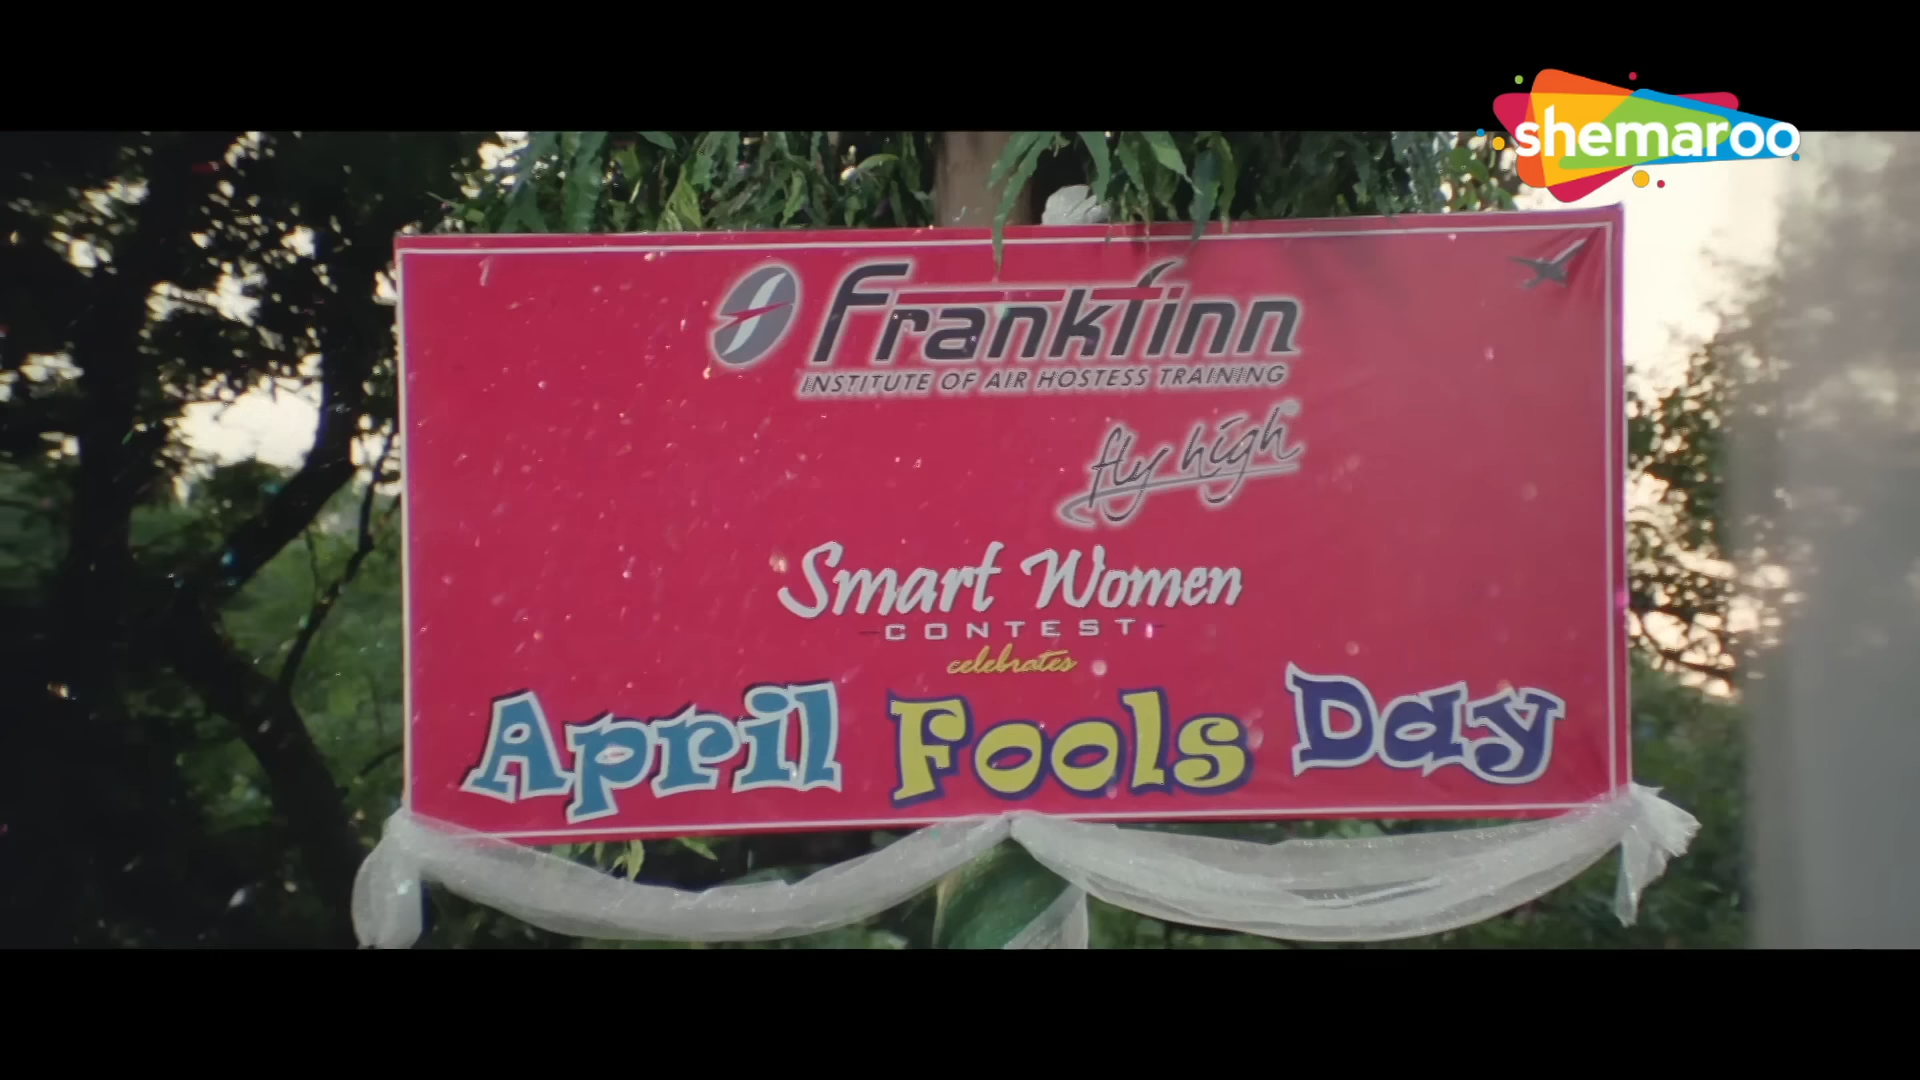 shemaroo
Frankfinn
INSTITUTE OF AIR HOSTESS TRAINING
fly high
Smart Women
CONTEST
celebrates
April Fools Day